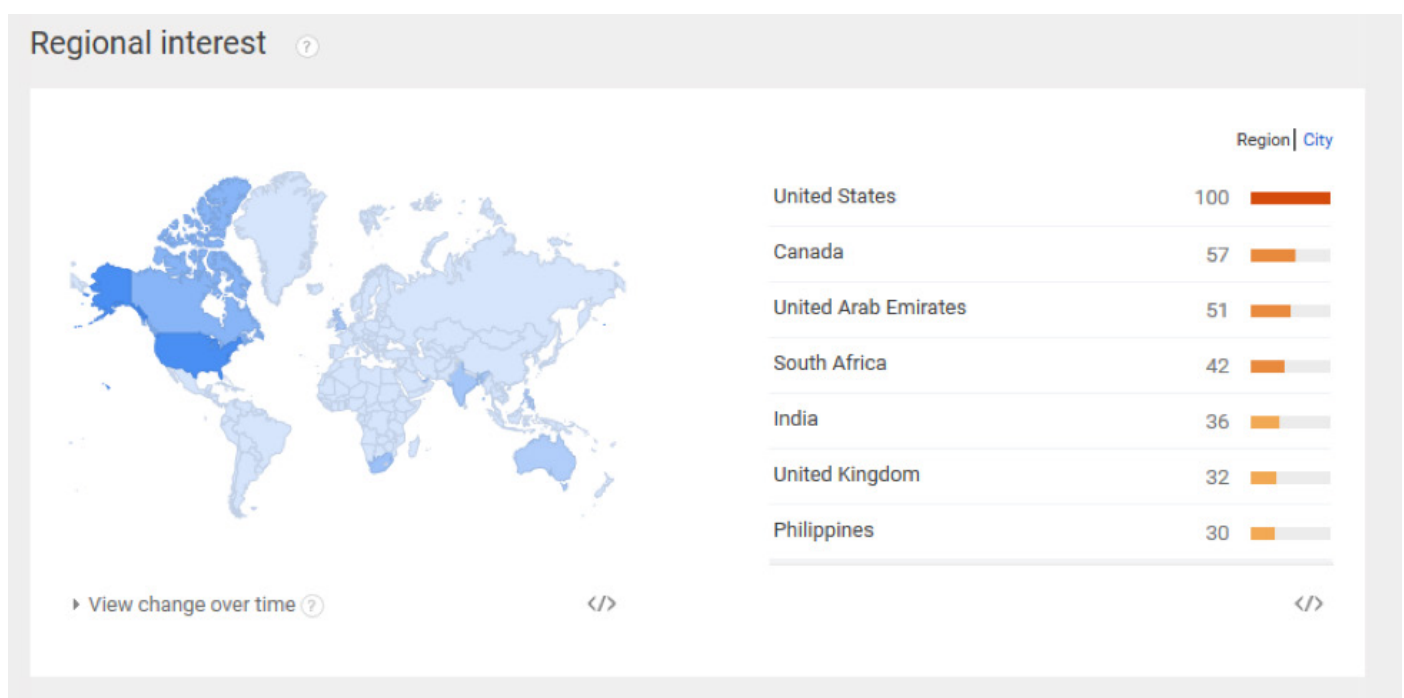 Regional interest ?
Region | City
United States 100
Canada 57
United Arab Emirates 51
South Africa 42
India 36
United Kingdom 32
Philippines 30
View change over time ? </> </>